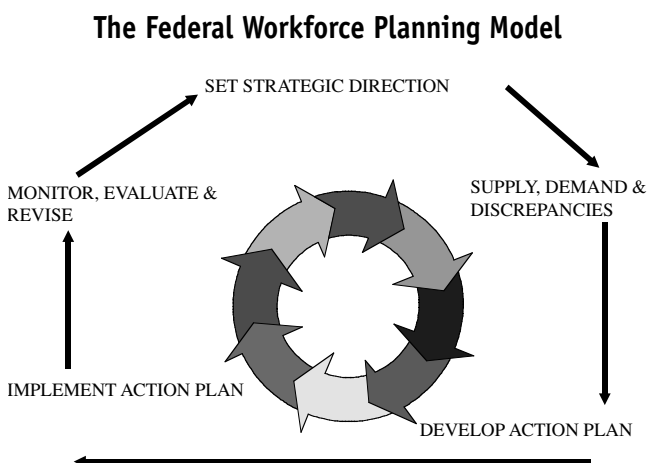 The Federal Workforce Planning Model
SET STRATEGIC DIRECTION
SUPPLY, DEMAND &
DISCREPANCIES
DEVELOP ACTION PLAN
IMPLEMENT ACTION PLAN
MONITOR, EVALUATE &
REVISE